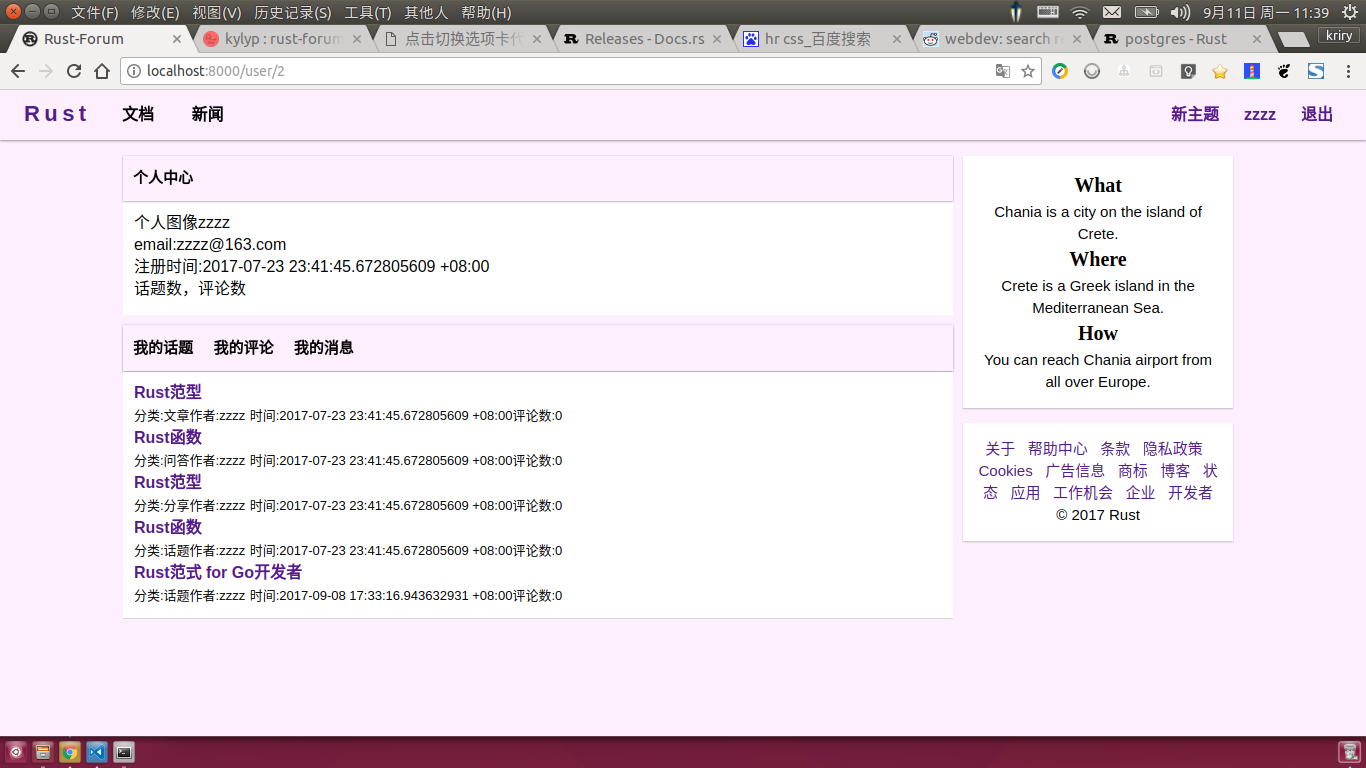 文件(F) 修改(E) 视图(V) 历史记录(S) 工具(T) 其他人 帮助(H) 9月11日 周一 11:39
Rust-Forum kylyp : rust-forum 点击切换选项卡代 Releases - Docs.rs hr css_百度搜索 webdev: search re postgres - Rust kriry
localhost:8000/user/2
Rust 文档 新闻 新主题 zzzz 退出
个人中心
个人图像zzzz
email:zzzz@163.com
注册时间:2017-07-23 23:41:45.672805609 +08:00
话题数，评论数
我的话题 我的评论 我的消息
Rust范型
分类:文章作者:zzzz 时间:2017-07-23 23:41:45.672805609 +08:00评论数:0
Rust函数
分类:问答作者:zzzz 时间:2017-07-23 23:41:45.672805609 +08:00评论数:0
Rust范型
分类:分享作者:zzzz 时间:2017-07-23 23:41:45.672805609 +08:00评论数:0
Rust函数
分类:话题作者:zzzz 时间:2017-07-23 23:41:45.672805609 +08:00评论数:0
Rust范式 for Go开发者
分类:话题作者:zzzz 时间:2017-09-08 17:33:16.943632931 +08:00评论数:0
What
Chania is a city on the island of
Crete.
Where
Crete is a Greek island in the
Mediterranean Sea.
How
You can reach Chania airport from
all over Europe.
关于 帮助中心 条款 隐私政策
Cookies 广告信息 商标 博客 状
态 应用 工作机会 企业 开发者
© 2017 Rust